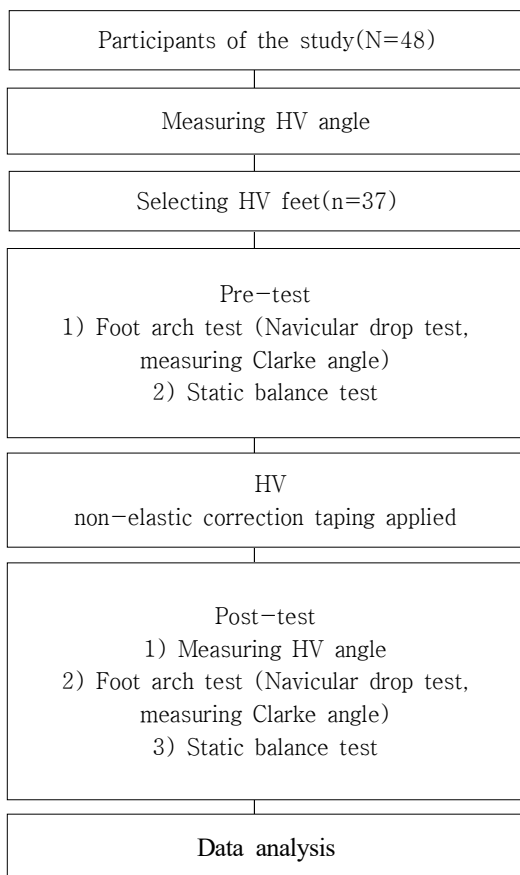 Participants of the study(N=48)
Measuring HV angle
Selecting HV feet(n=37)
Pre-test
1) Foot arch test (Navicular drop test,
measuring Clarke angle)
2) Static balance test
HV
non-elastic correction taping applied
Post-test
1) Measuring HV angle
2) Foot arch test (Navicular drop test,
measuring Clarke angle)
3) Static balance test
Data analysis